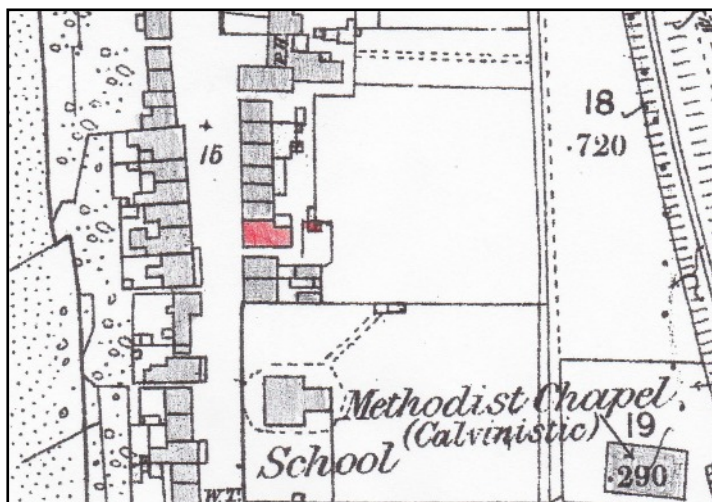 P.H.
15
18
.720
Methodist Chapel
(Calvinistic)
19
.290
School
W.T.